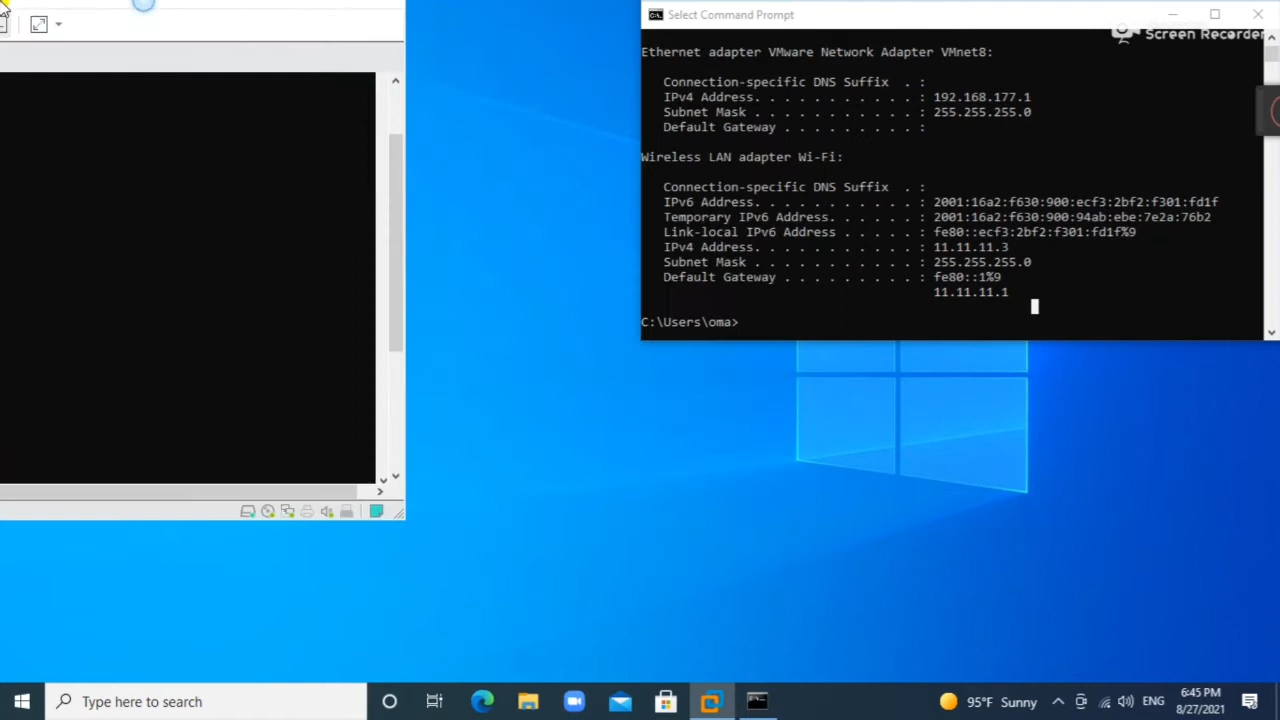 Select Command Prompt
Screen Recorder
Ethernet adapter VMware Network Adapter VMnet8:
Connection-specific DNS Suffix . :
IPv4 Address. . . . . . . . . . . : 192.168.177.1
Subnet Mask . . . . . . . . . . . : 255.255.255.0
Default Gateway . . . . . . . . . :
Wireless LAN adapter Wi-Fi:
Connection-specific DNS Suffix . :
IPv6 Address. . . . . . . . . . . : 2001:16a2:f630:900:ecf3:2bf2:f301:fd1f
Temporary IPv6 Address. . . . . . : 2001:16a2:f630:900:94ab:ebe:7e2a:76b2
Link-local IPv6 Address . . . . . : fe80::ecf3:2bf2:f301:fd1f%9
IPv4 Address. . . . . . . . . . . : 11.11.11.3
Subnet Mask . . . . . . . . . . . : 255.255.255.0
Default Gateway . . . . . . . . . : fe80::1%9
11.11.11.1
C:\Users\oma>
Type here to search
95°F Sunny
ENG
6:45 PM
8/27/2021